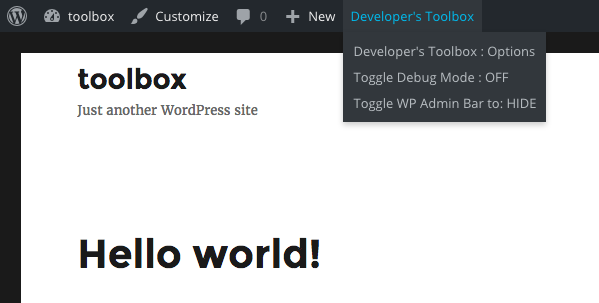 toolbox Customize 0 New Developer's Toolbox
Developer's Toolbox : Options
Toggle Debug Mode : OFF
Toggle WP Admin Bar to: HIDE
toolbox
Just another WordPress site
Hello world!